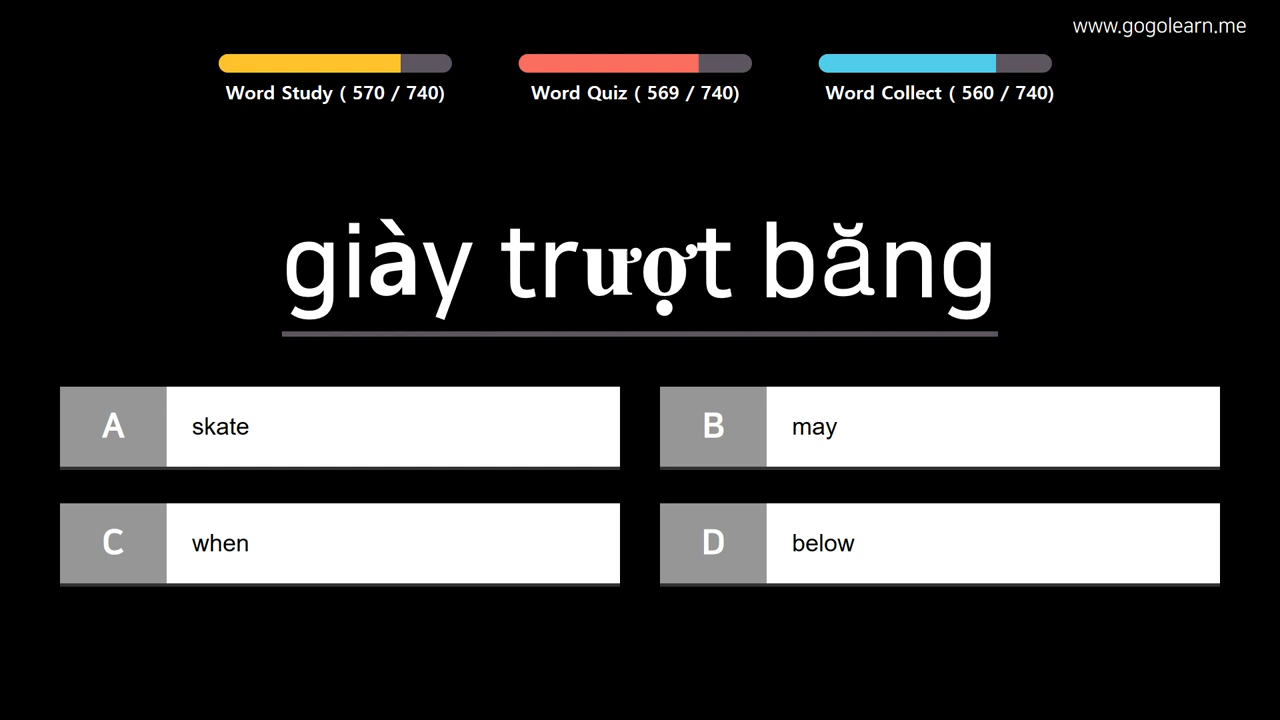 www.gogolearn.me
Word Study ( 570 / 740)
Word Quiz ( 569 / 740)
Word Collect ( 560 / 740)
giày trượt băng
A skate
B may
C when
D below